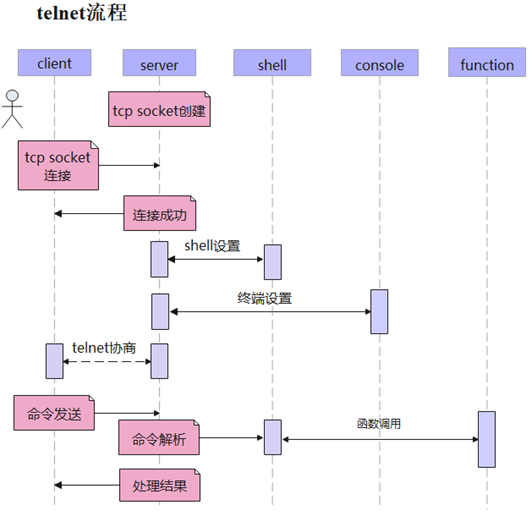 telnet流程
client
server
shell
console
function
tcp socket创建
tcp socket
连接
连接成功
shell设置
终端设置
telnet协商
命令发送
函数调用
命令解析
处理结果